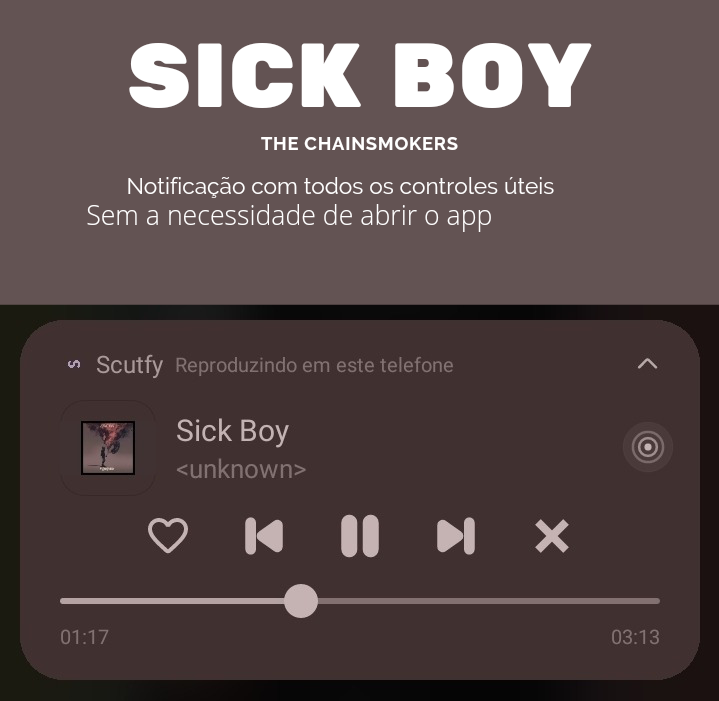 SICK BOY
THE CHAINSMOKERS
Notificação com todos os controles úteis
Sem a necessidade de abrir o app
Scutfy Reproduzindo em este telefone
Sick Boy
<unknown>
01:17 03:13